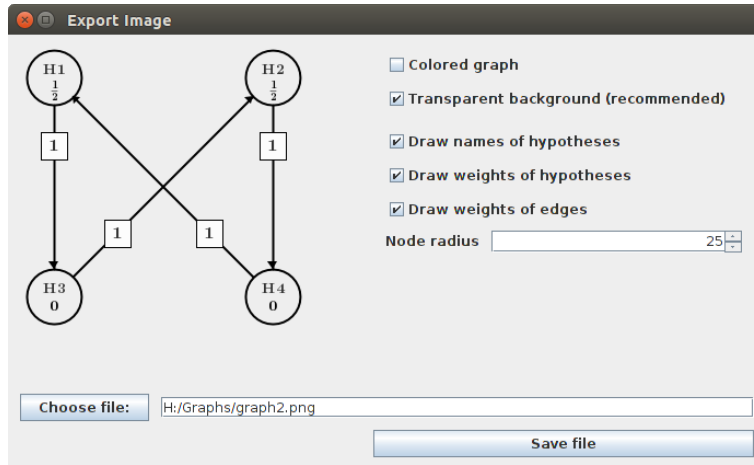 Export Image
H1
1/2
H2
1/2
1
1
1
1
H3
0
H4
0
Colored graph
Transparent background (recommended)
Draw names of hypotheses
Draw weights of hypotheses
Draw weights of edges
Node radius 25
Choose file: H:/Graphs/graph2.png
Save file